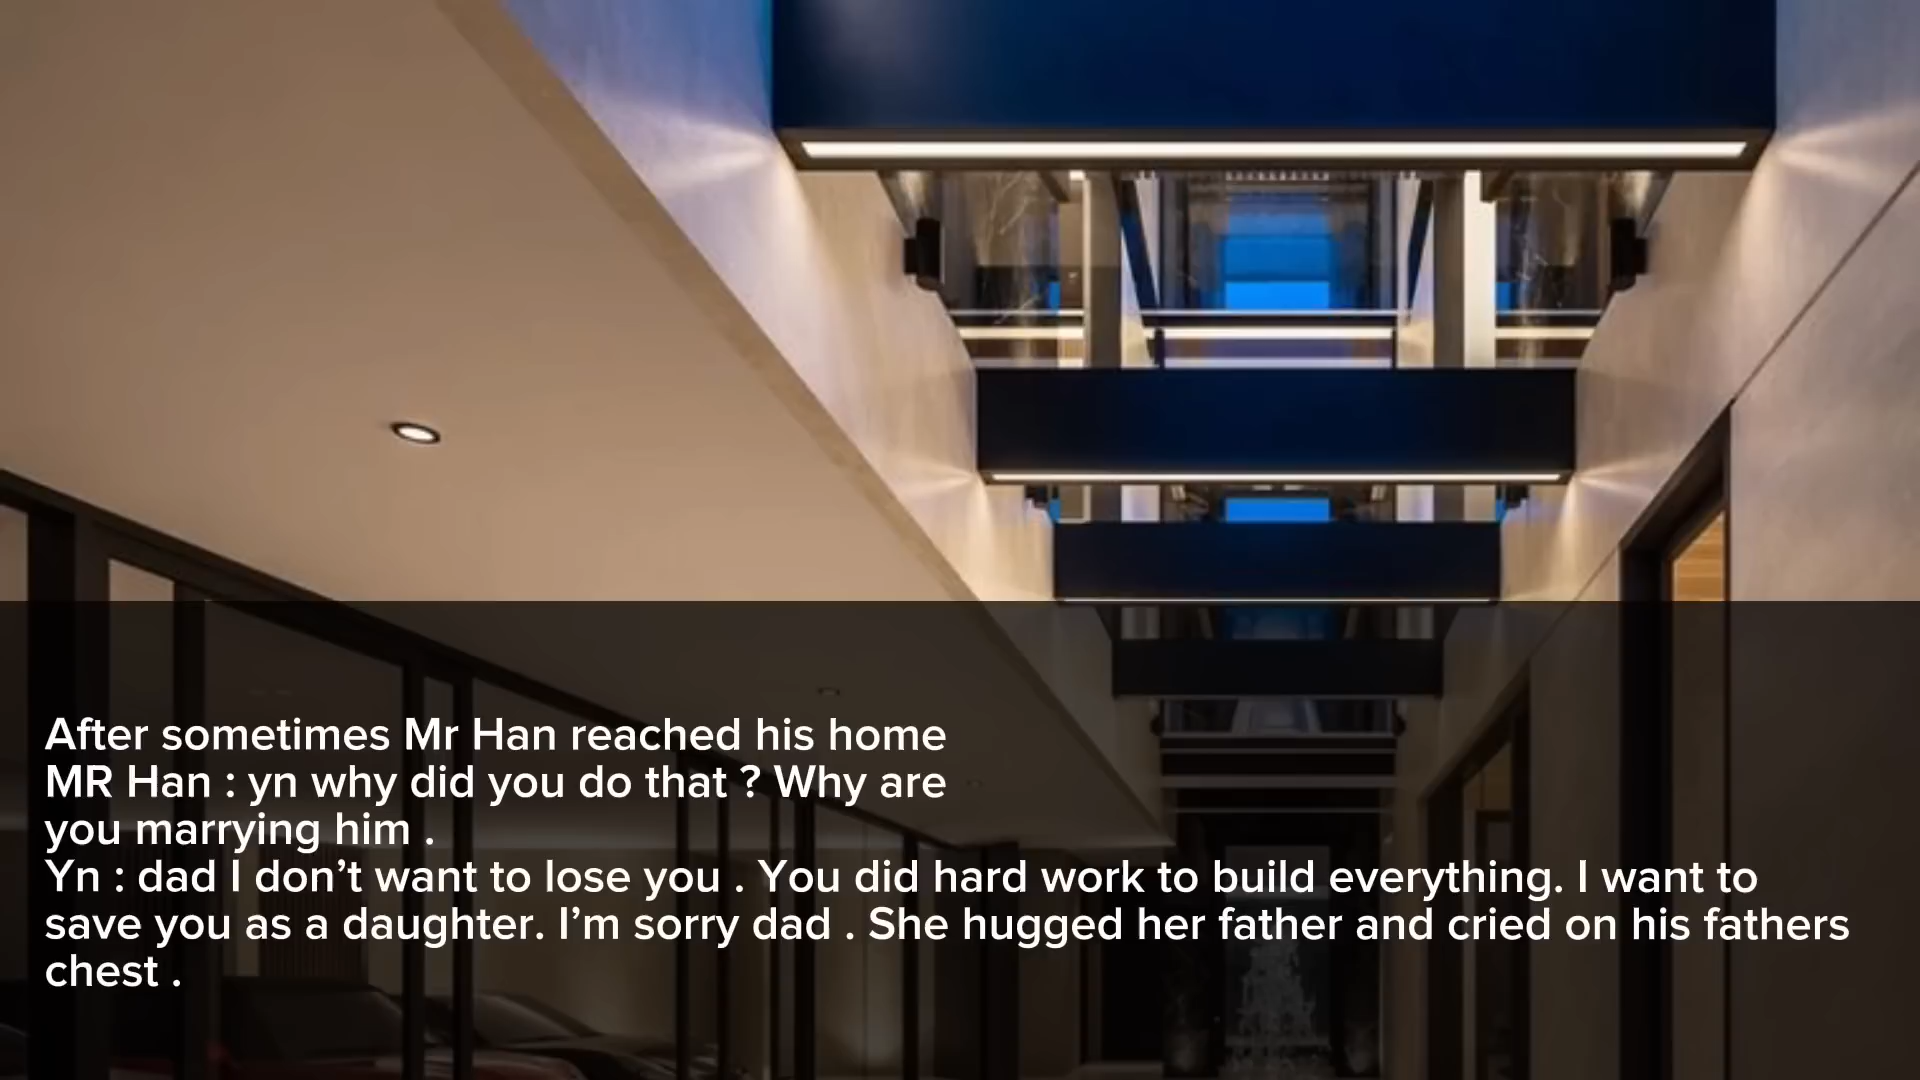 After sometimes Mr Han reached his home
MR Han : yn why did you do that ? Why are
you marrying him .
Yn : dad I don’t want to lose you . You did hard work to build everything. I want to
save you as a daughter. I’m sorry dad . She hugged her father and cried on his fathers
chest .